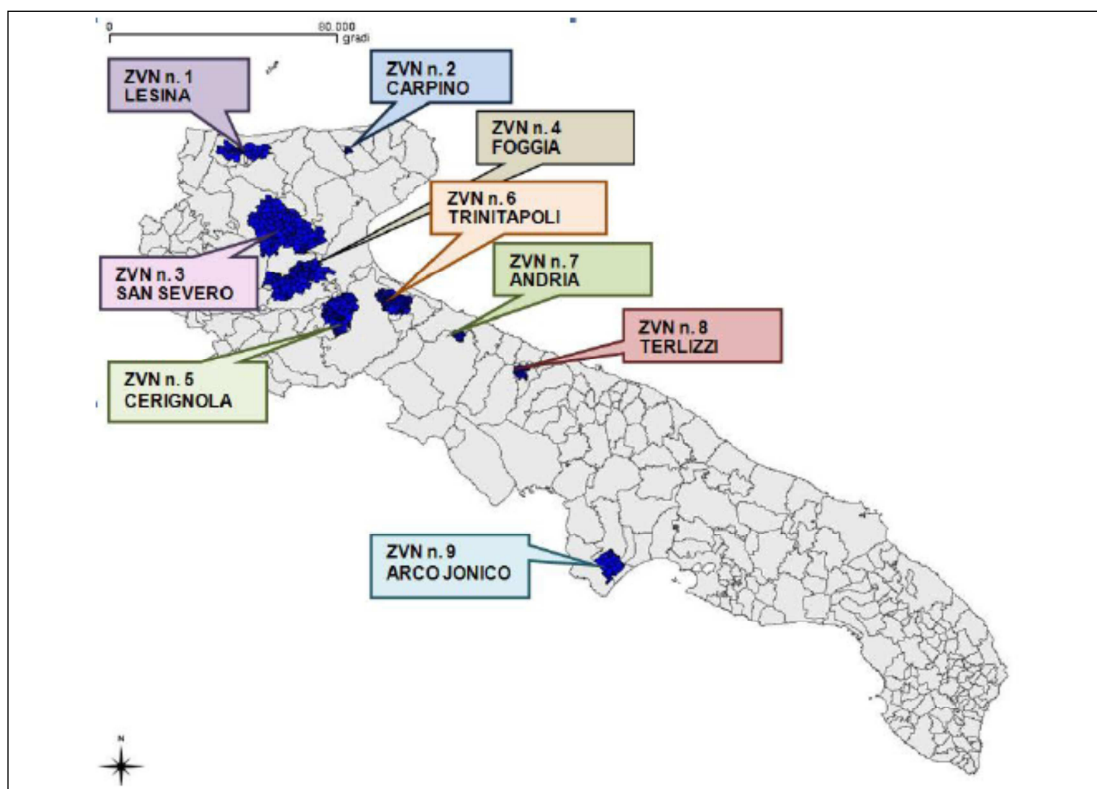 0 80.000
gradi
ZVN n. 1
LESINA
ZVN n. 2
CARPINO
ZVN n. 4
FOGGIA
ZVN n. 6
TRINITAPOLI
ZVN n. 3
SAN SEVERO
ZVN n. 7
ANDRIA
ZVN n. 8
TERLIZZI
ZVN n. 5
CERIGNOLA
ZVN n. 9
ARCO JONICO
N